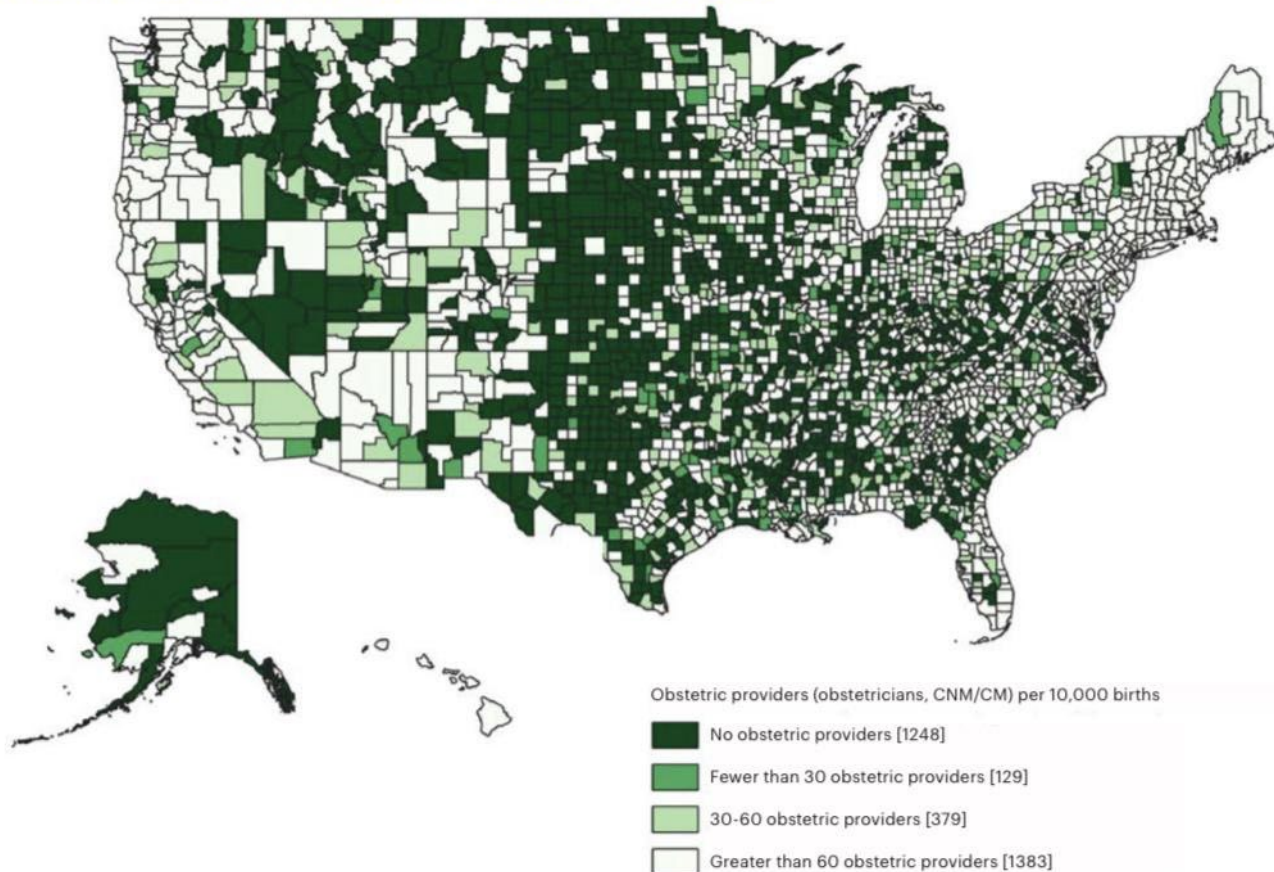 Obstetric providers (obstetricians, CNM/CM) per 10,000 births
No obstetric providers [1248]
Fewer than 30 obstetric providers [129]
30-60 obstetric providers [379]
Greater than 60 obstetric providers [1383]